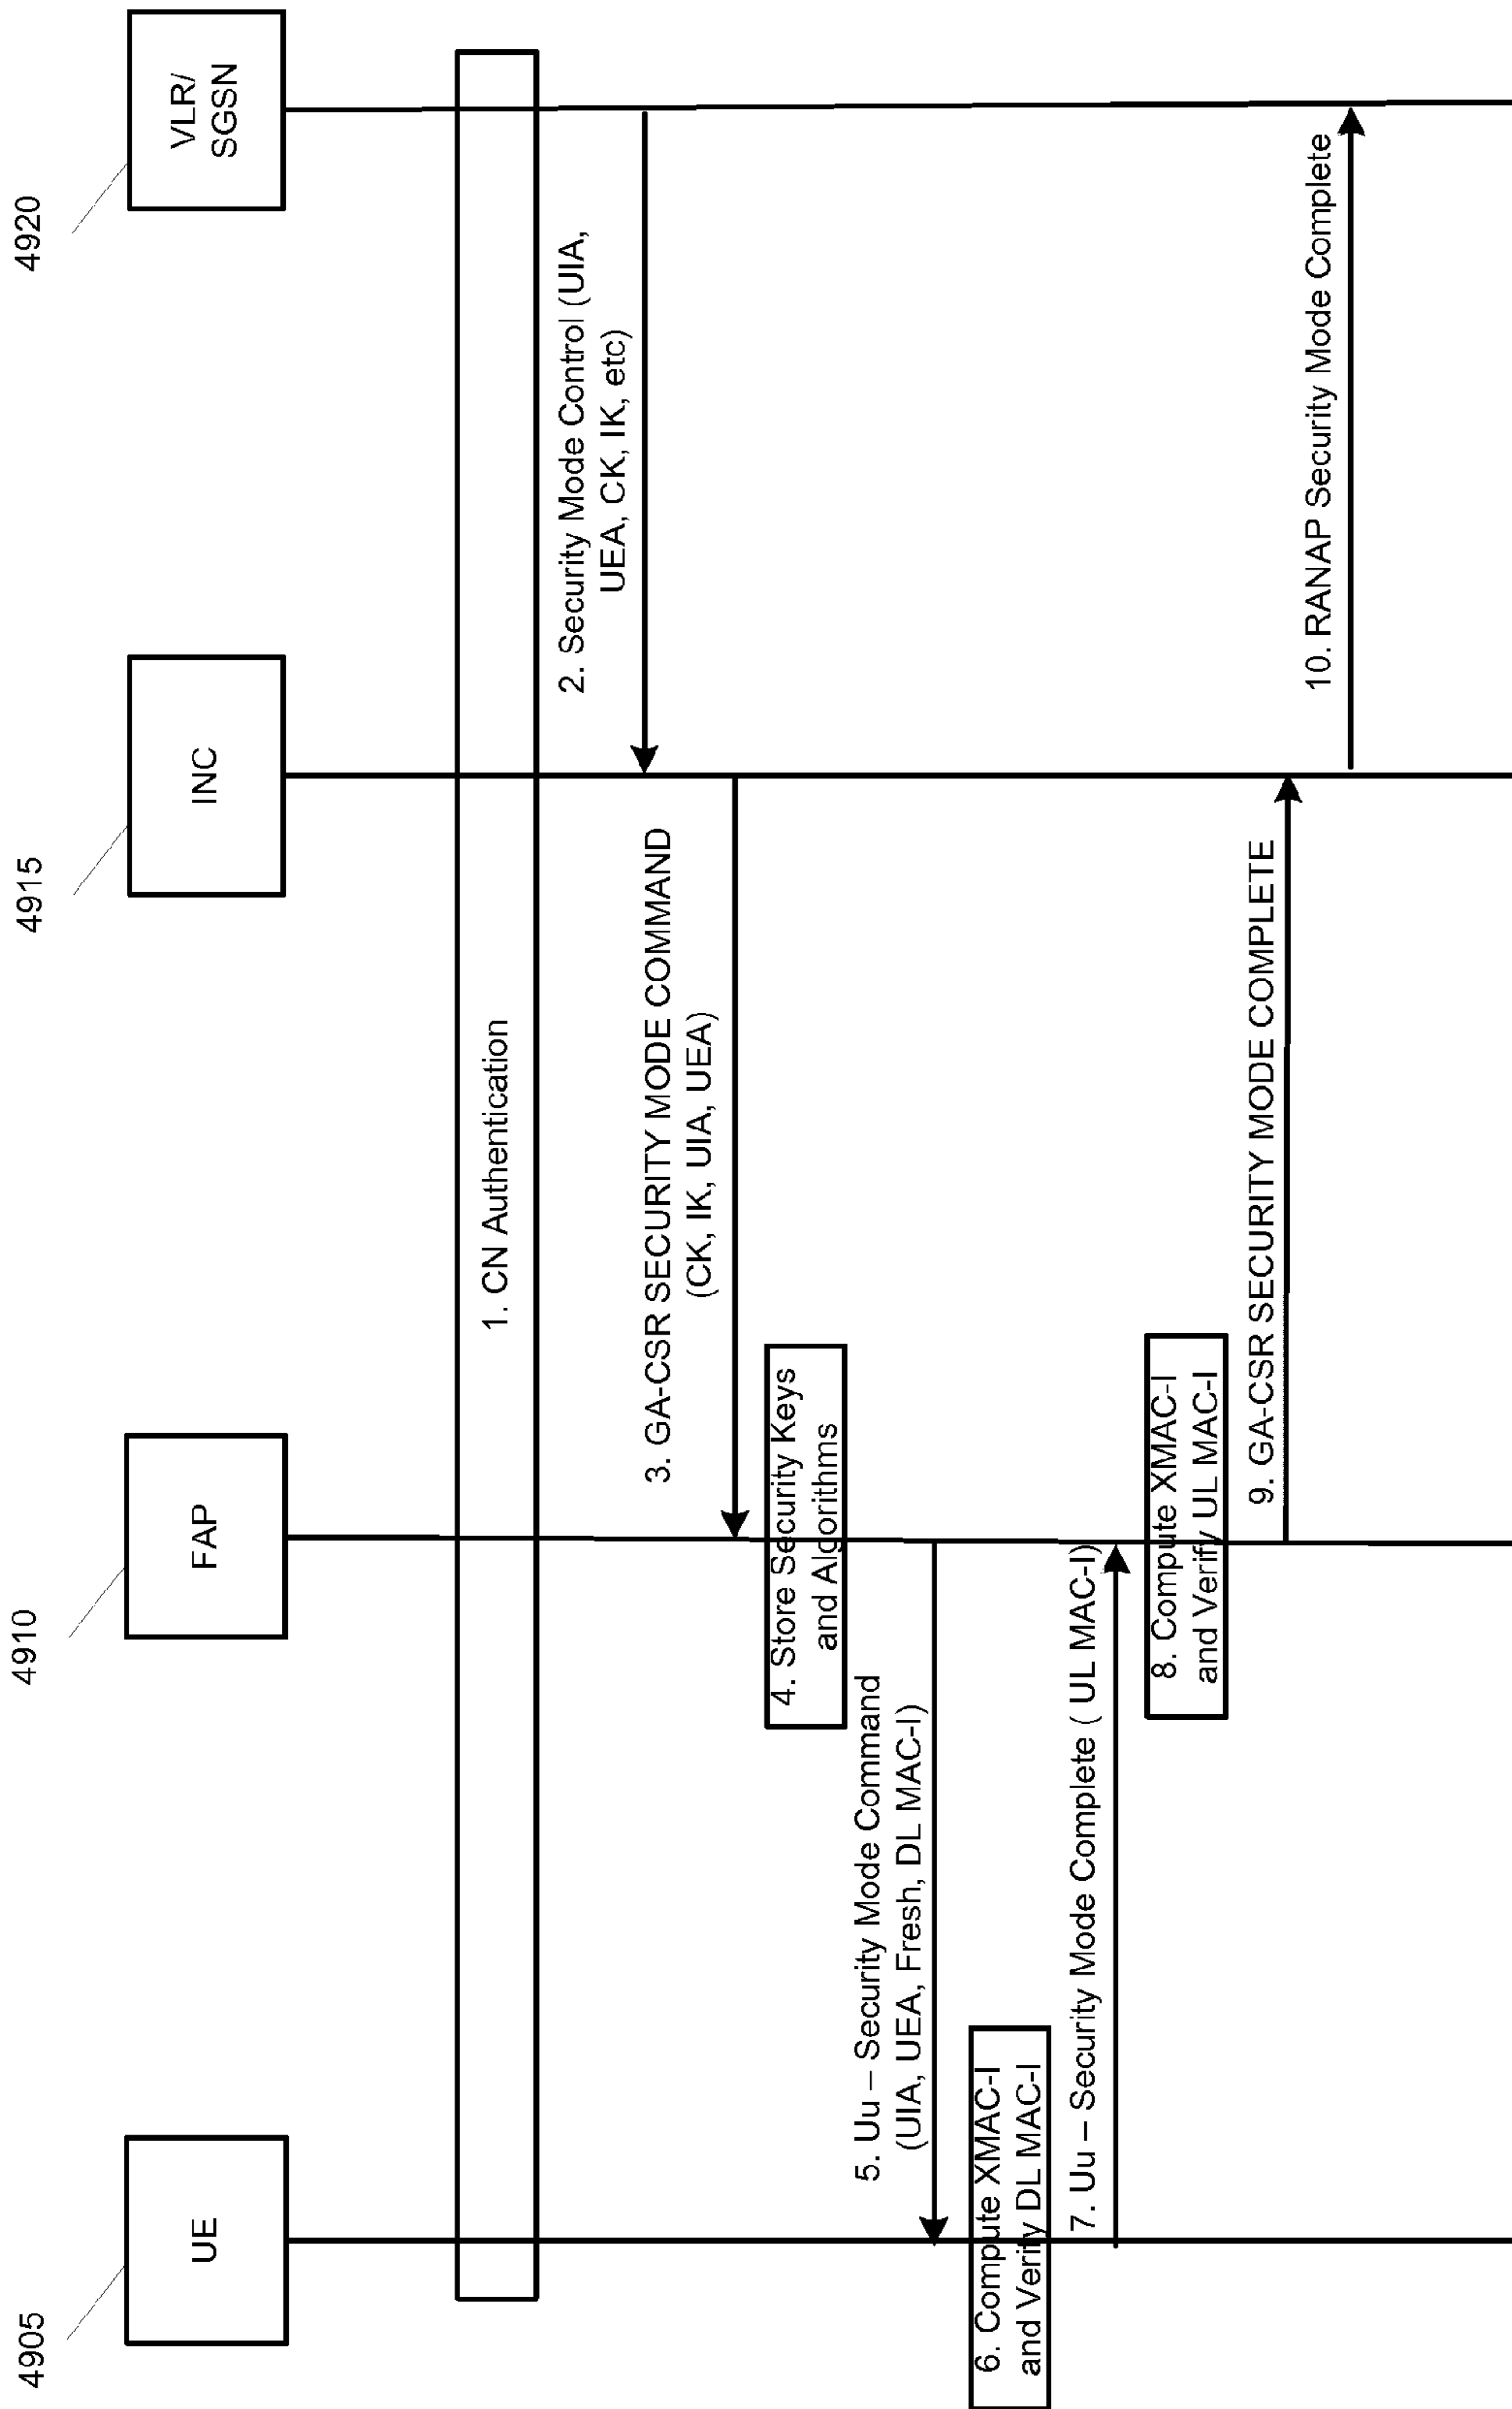 4905
4910
4915
4920
UE
FAP
INC
VLR/
SGSN
1. CN Authentication
2. Security Mode Control (UIA,
UEA, CK, IK, etc)
3. GA-CSR SECURITY MODE COMMAND
(CK, IK, UIA, UEA)
4. Store Security Keys
and Algorithms
5. Uu – Security Mode Command
(UIA, UEA, Fresh, DL MAC-I)
6. Compute XMAC-I
and Verify DL MAC-I
7. Uu – Security Mode Complete ( UL MAC-I)
8. Compute XMAC-I
and Verify UL MAC-I
9. GA-CSR SECURITY MODE COMPLETE
10. RANAP Security Mode Complete